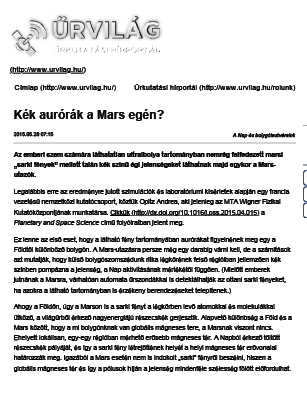 ŰRVILÁG
ŰRKUTATÁSI HÍRPORTÁL
(http://www.urvilag.hu/)
Címlap (http://www.urvilag.hu/) Űrkutatási hírportál (http://www.urvilag.hu/rolunk)
Kék aurórák a Mars egén?
2015.05.28 07:15 A Nap és bolygótestvéreink
Az emberi szem számára láthatatlan ultraibolya tartományban nemrég felfedezett marsi
„sarki fények” mellett talán kék színű égi jelenségeket láthatnak majd egykor a Mars-
utazók.
Legalábbis erre az eredményre jutott szimulációk és laboratóriumi kísérletek alapján egy francia
vezetésű nemzetközi kutatócsoport, köztük Opitz Andrea, aki jelenleg az MTA Wigner Fizikai
Kutatóközpontjának munkatársa. Cikkük (http://dx.doi.org/10.1016/j.pss.2015.04.015) a
Planetary and Space Science című folyóiratban jelent meg.
Ez lenne az első eset, hogy a látható fény tartományában aurórákat figyelnének meg egy a
Földtől különböző bolygón. A Mars-utazásra persze még egy darabig várni kell, de a számítások
azt mutatják, hogy külső bolygószomszédunk ritka légkörének felső régióiban jellemzően kék
színben pompázna a jelenség, a Nap aktivitásának mértékétől függően. (Mielőtt emberek
jutnának a Marsra, várhatóan automata űrszondákkal is detektálhatják az ottani sarki fényeket,
ha azokra a látható tartományban is érzékeny berendezéseket telepítenek.)
Ahogy a Földön, úgy a Marson is a sarki fényt a légkörben levő atomokkal és molekulákkal
ütköző, a világűrből érkező nagyenergiájú részecskék gerjesztik. Alapvető különbség a Föld és a
Mars között, hogy a mi bolygónknak van globális mágneses tere, a Marsnak viszont nincs.
Ehelyett lokálisan, egy-egy régióban mérhető erősebb mágneses tér. A Napból érkező töltött
részecskék pályáját, és így a sarki fény létrejöttének helyét a helyi mágneses tér erővonalai
határozzák meg. Igazából a Mars esetén nem is indokolt „sarki” fényről beszélni, hiszen a
globális mágneses tér és így a pólusok híján a jelenség mindenféle szélesség fölött előfordulhat.